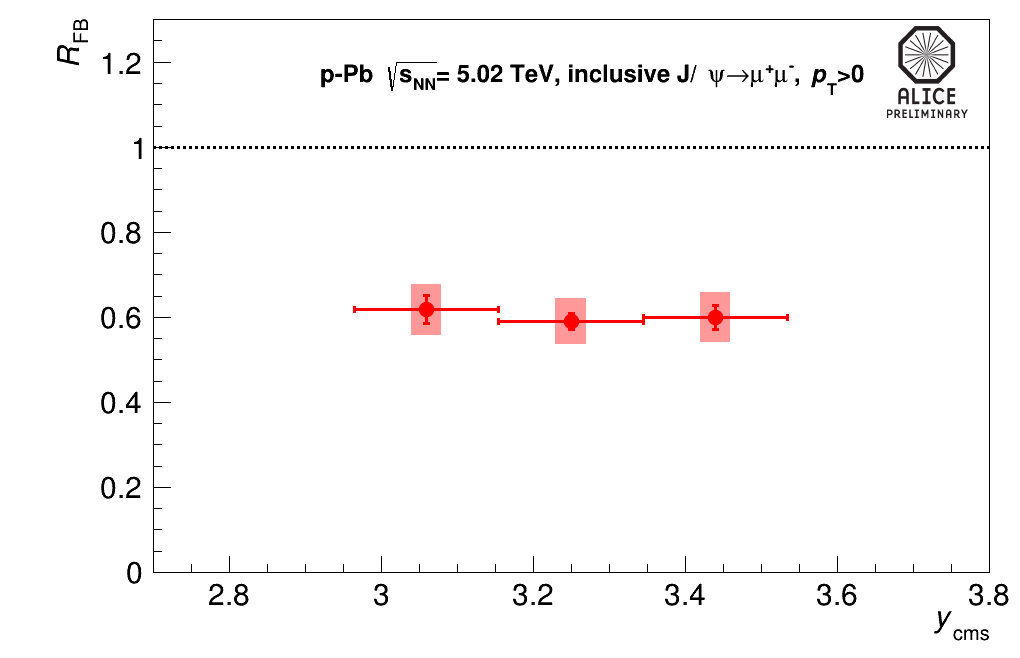 R_FB
1.2
1
0.8
0.6
0.4
0.2
0
p-Pb √s_NN = 5.02 TeV, inclusive J/ ψ→μ⁺μ⁻, p_T>0
ALICE
PRELIMINARY
2.8 3 3.2 3.4 3.6 3.8
y_cms